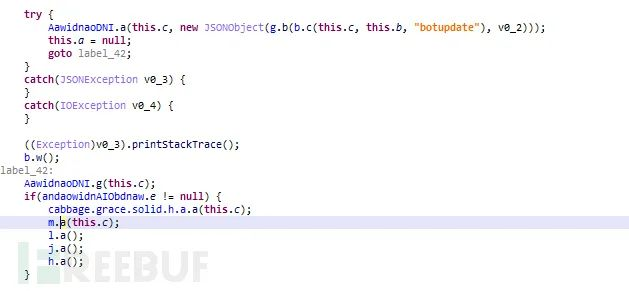 try {
AawidnaoDNI.a(this.c, new JSONObject(g.b(b.c(this.c, this.b, "botupdate"), v0_2)));
this.a = null;
goto label_42;
}
catch(JSONException v0_3) {
}
catch(IOException v0_4) {
}
((Exception)v0_3).printStackTrace();
b.w();
label_42:
AawidnaoDNI.g(this.c);
if(andaowidnAIObdnaw.e != null) {
cabbage.grace.solid.h.a.a(this.c);
m.a(this.c);
l.a();
j.a();
h.a();
}
FREEBUF